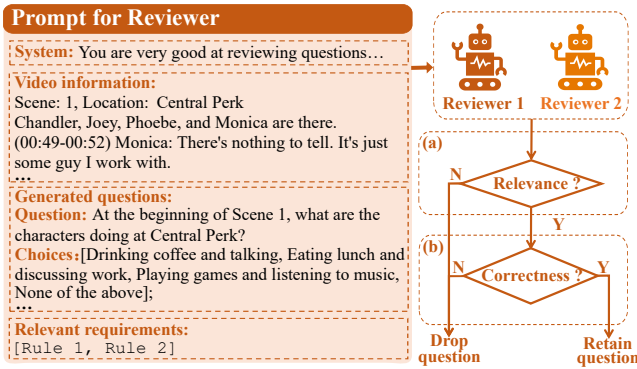 Prompt for Reviewer
System: You are very good at reviewing questions…
Video information:
Scene: 1, Location: Central Perk
Chandler, Joey, Phoebe, and Monica are there.
(00:49-00:52) Monica: There's nothing to tell. It's just
some guy I work with.
…
Generated questions:
Question: At the beginning of Scene 1, what are the
characters doing at Central Perk?
Choices:[Drinking coffee and talking, Eating lunch and
discussing work, Playing games and listening to music,
None of the above];
…
Relevant requirements:
[Rule 1, Rule 2]
Reviewer 1
Reviewer 2
(a)
N
Relevance ?
Y
(b)
N
Correctness ?
Y
Drop
question
Retain
question